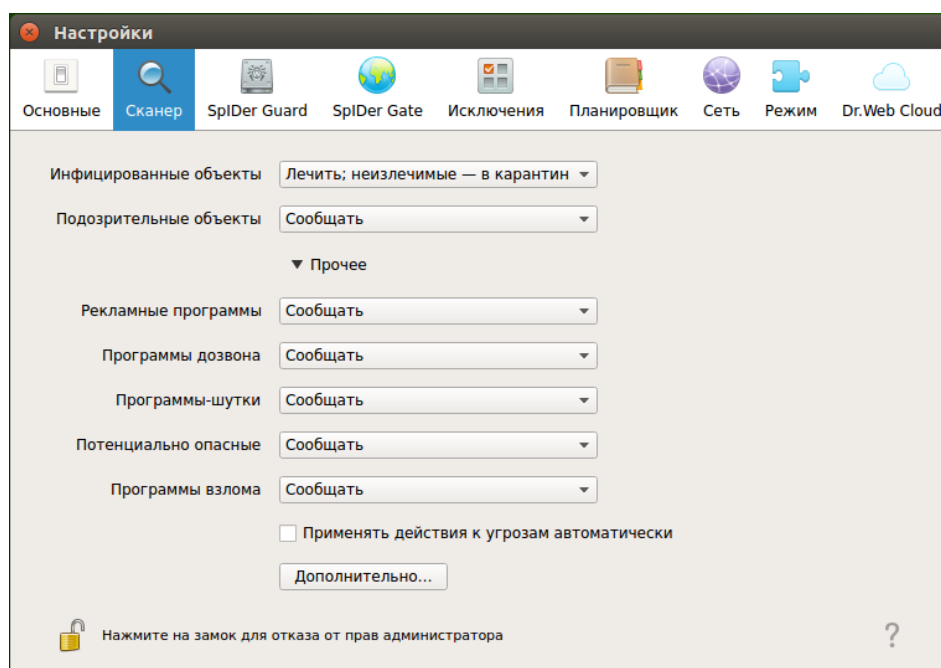 Настройки
Основные Сканер SpIDer Guard SpIDer Gate Исключения Планировщик Сеть Режим Dr.Web Cloud
Инфицированные объекты Лечить; неизлечимые — в карантин
Подозрительные объекты Сообщать
Прочее
Рекламные программы Сообщать
Программы дозвона Сообщать
Программы-шутки Сообщать
Потенциально опасные Сообщать
Программы взлома Сообщать
Применять действия к угрозам автоматически
Дополнительно...
Нажмите на замок для отказа от прав администратора ?